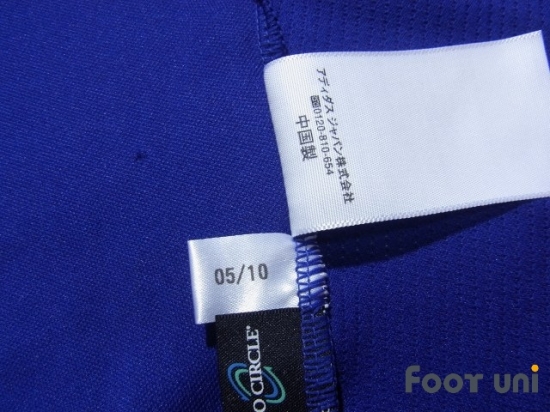 アディダス ジャパン株式会社
☎0120-810-654
中国製
05/10
O CIRCLE®
FOOT UNI